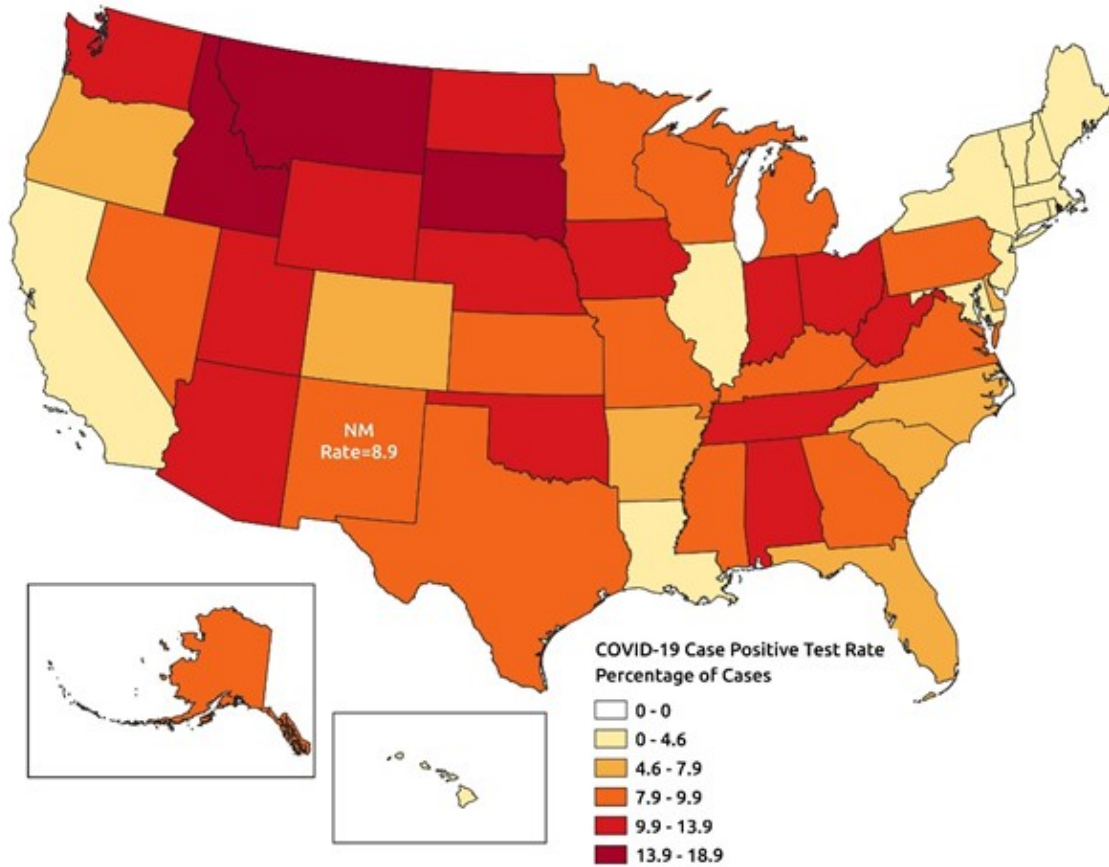 NM
Rate=8.9
COVID-19 Case Positive Test Rate
Percentage of Cases
0 - 0
0 - 4.6
4.6 - 7.9
7.9 - 9.9
9.9 - 13.9
13.9 - 18.9